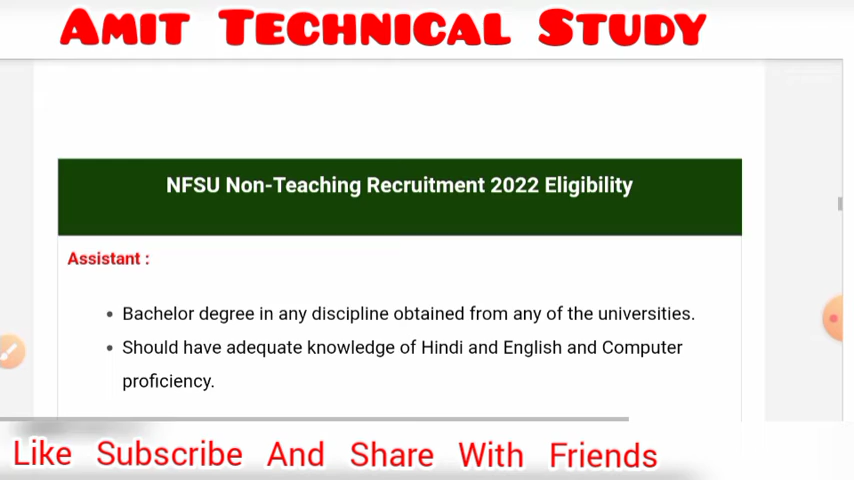 AMIT TECHNICAL STUDY
NFSU Non-Teaching Recruitment 2022 Eligibility
Assistant :
• Bachelor degree in any discipline obtained from any of the universities.
• Should have adequate knowledge of Hindi and English and Computer
proficiency.
Like Subscribe And Share With Friends